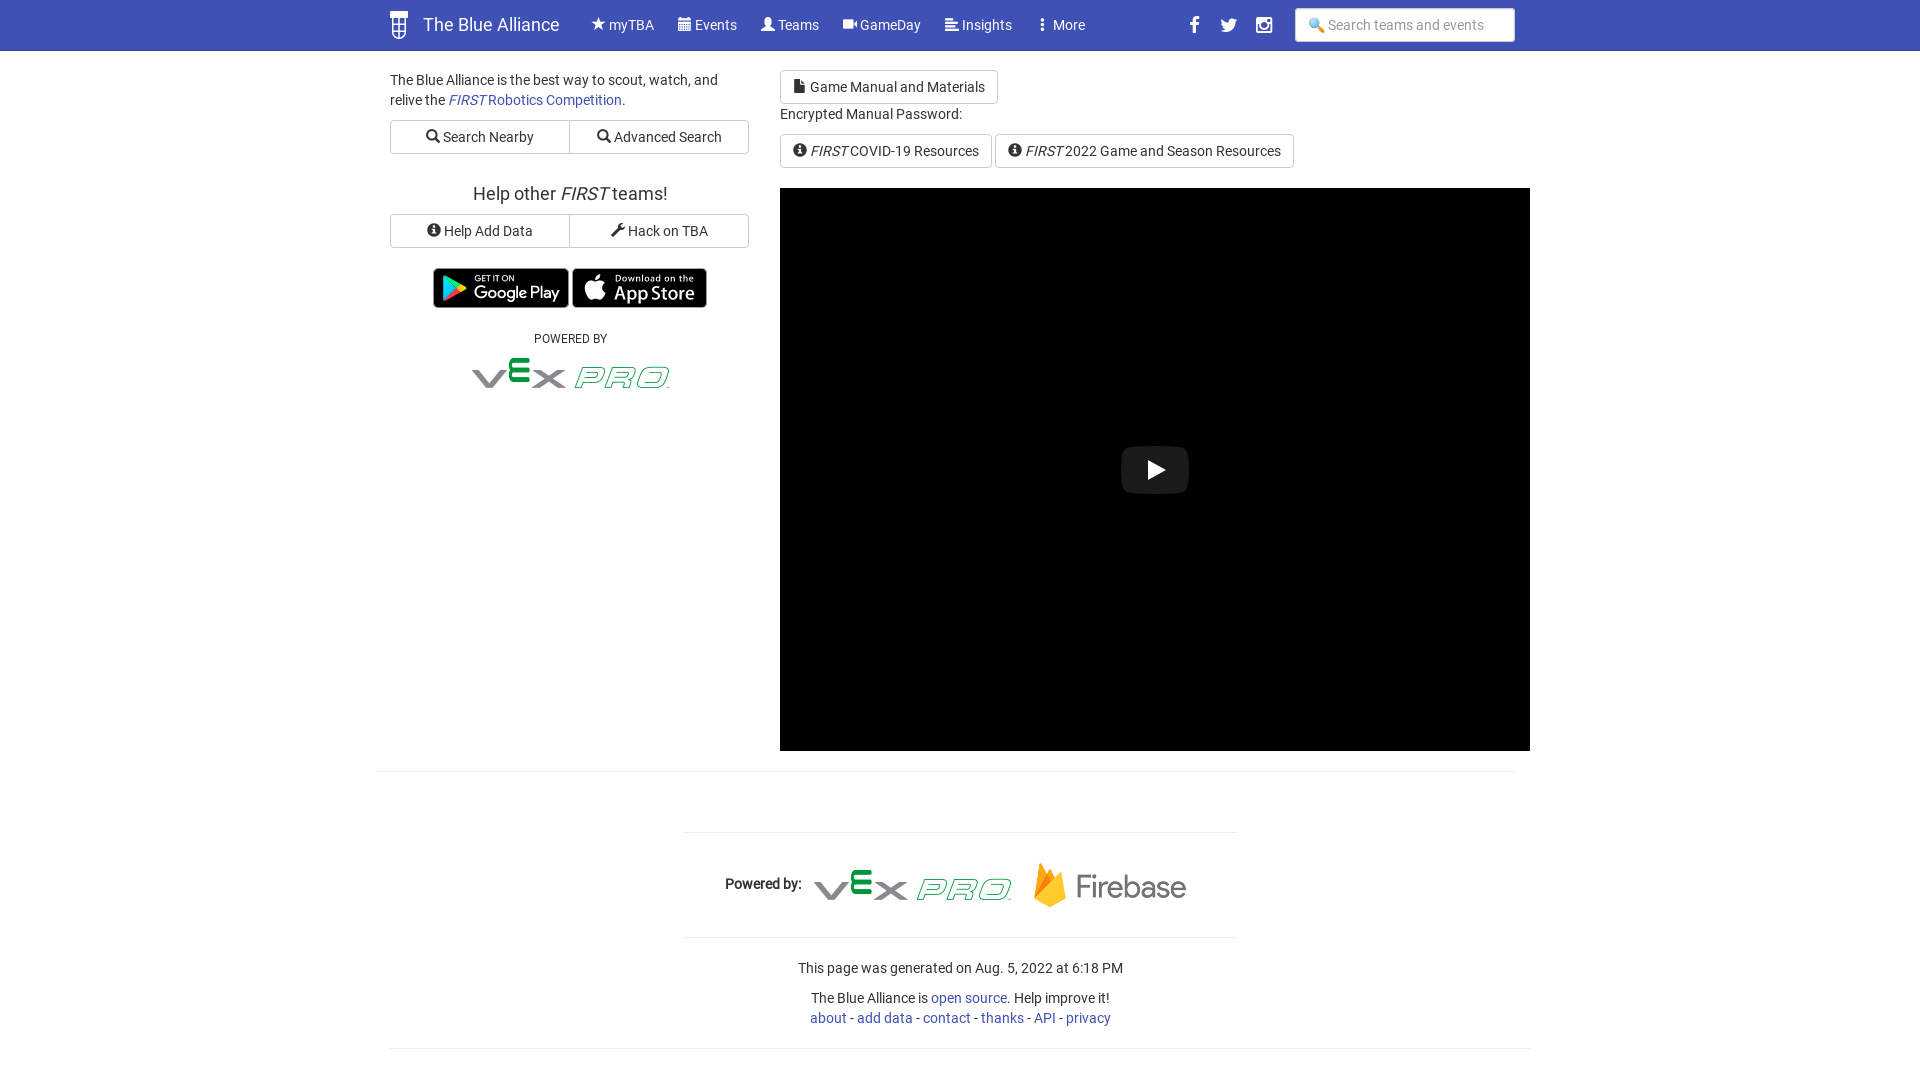 The Blue Alliance
myTBA
Events
Teams
GameDay
Insights
More
Search teams and events
The Blue Alliance is the best way to scout, watch, and
relive the FIRST Robotics Competition.
Search Nearby
Advanced Search
Help other FIRST teams!
Help Add Data
Hack on TBA
GET IT ON
Google Play
Download on the
App Store
POWERED BY
VEX PRO
Game Manual and Materials
Encrypted Manual Password:
FIRST COVID-19 Resources
FIRST 2022 Game and Season Resources
Powered by:
VEX PRO
Firebase
This page was generated on Aug. 5, 2022 at 6:18 PM
The Blue Alliance is open source. Help improve it!
about - add data - contact - thanks - API - privacy